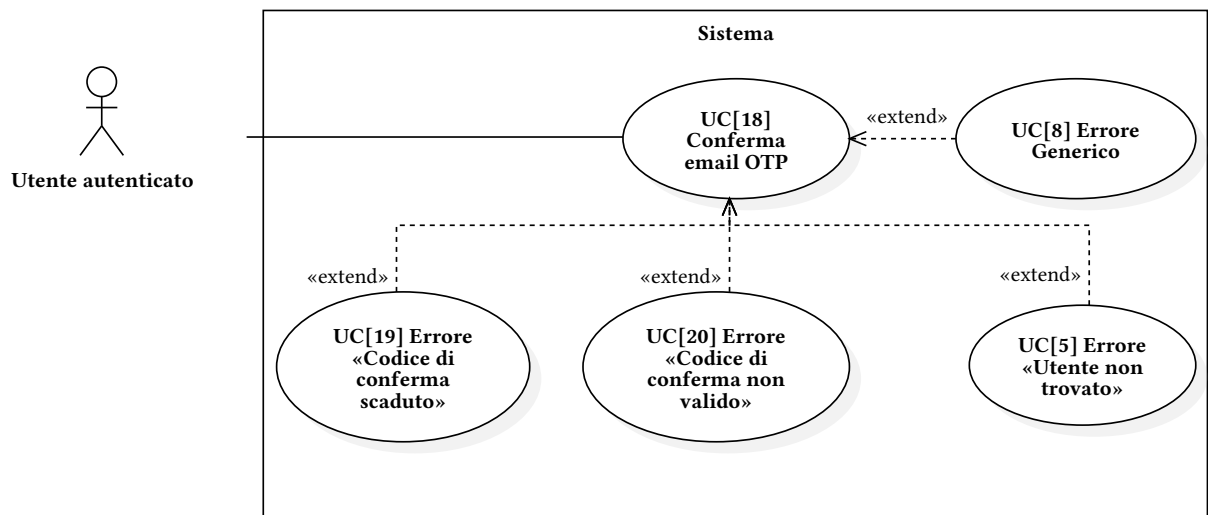 Sistema
UC[18]
Conferma
email OTP
«extend»
UC[8] Errore
Generico
Utente autenticato
«extend»
«extend»
«extend»
UC[19] Errore
«Codice di
conferma
scaduto»
UC[20] Errore
«Codice di
conferma non
valido»
UC[5] Errore
«Utente non
trovato»